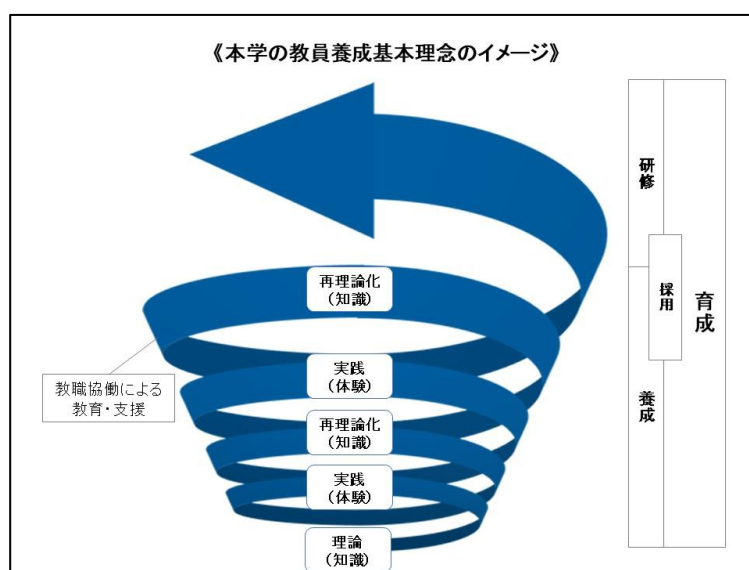 《本学の教員養成基本理念のイメージ》
再理論化
（知識）
実践
（体験）
再理論化
（知識）
実践
（体験）
理論
（知識）
教職協働による
教育・支援
研修
採用
養成
育成